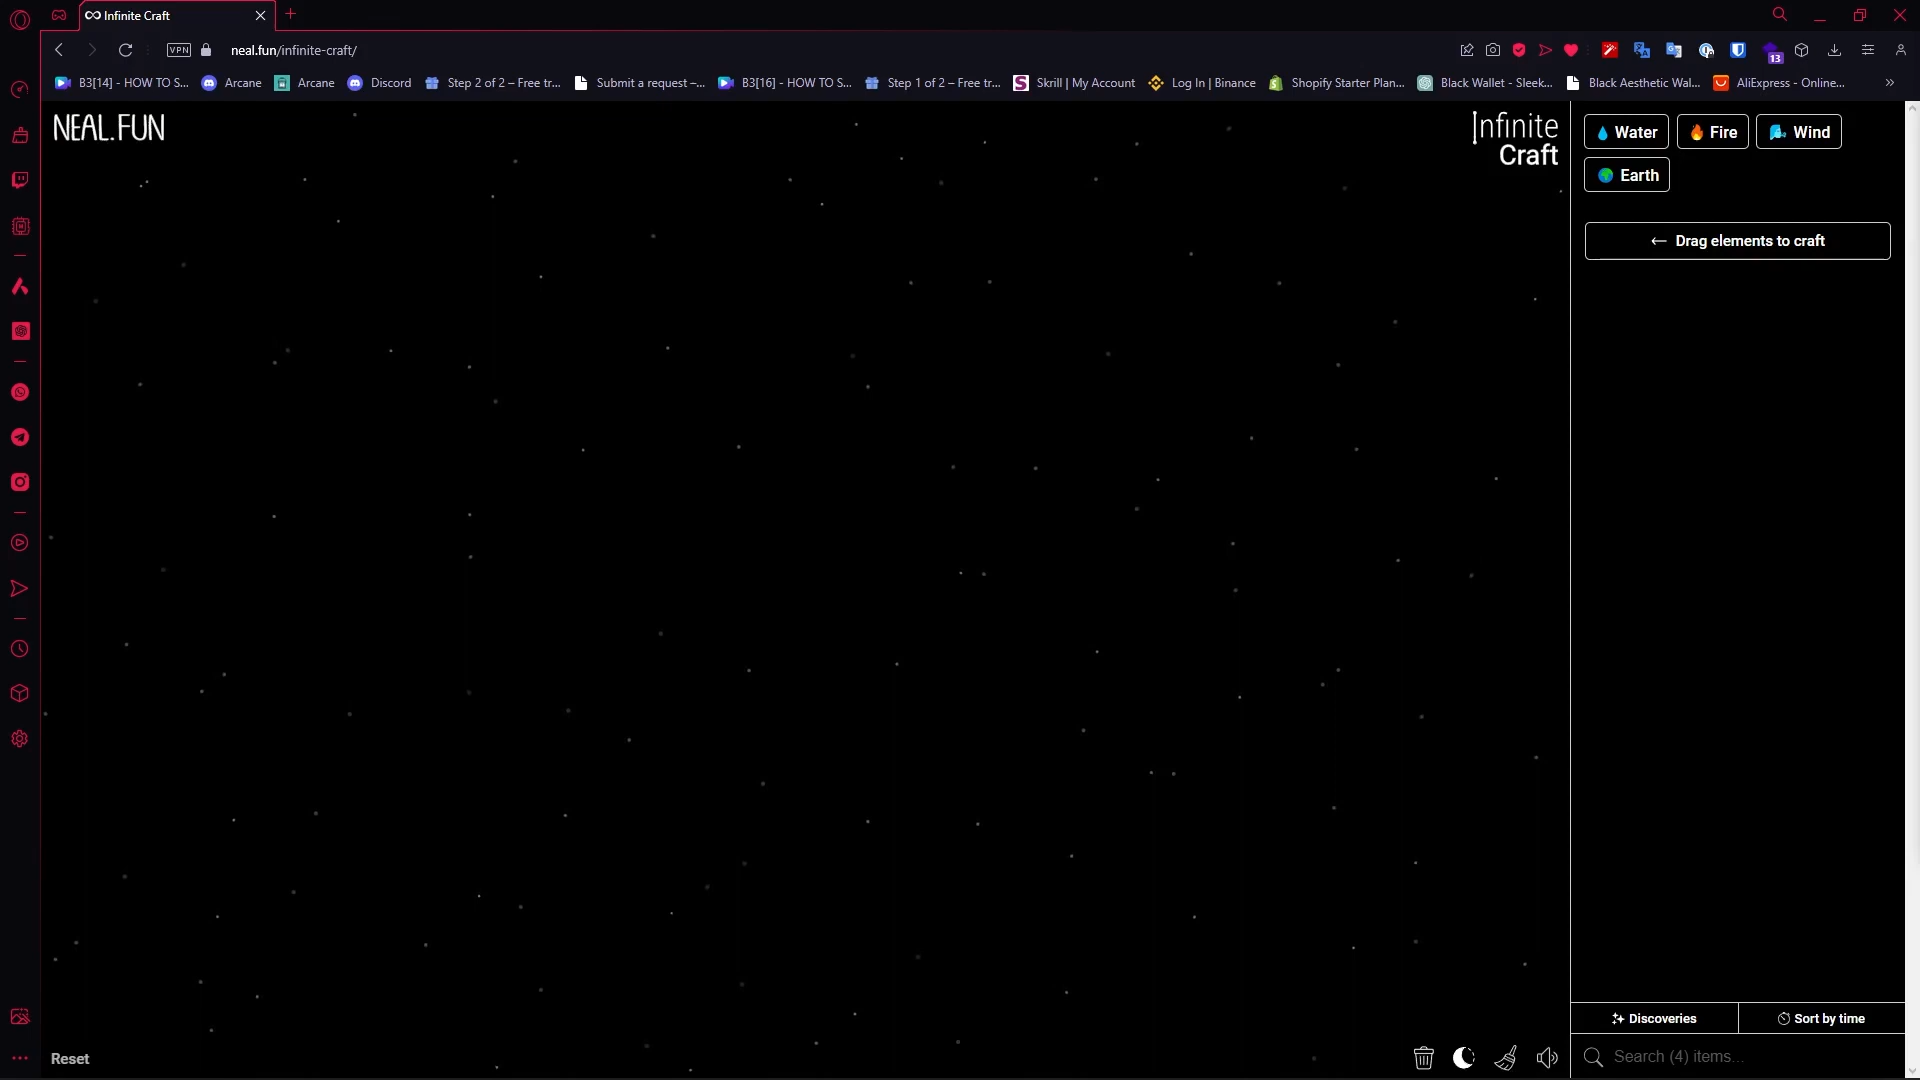 Infinite Craft
VPN
neal.fun/infinite-craft/
13
B3[14] - HOW TO S...
Arcane
Arcane
Discord
Step 2 of 2 – Free tr...
Submit a request –...
B3[16] - HOW TO S...
Step 1 of 2 – Free tr...
Skrill | My Account
Log In | Binance
Shopify Starter Plan...
Black Wallet - Sleek...
Black Aesthetic Wal...
AliExpress - Online...
NEAL.FUN
Infinite
Craft
Water
Fire
Wind
Earth
Drag elements to craft
Discoveries
Sort by time
Reset
Search (4) items...